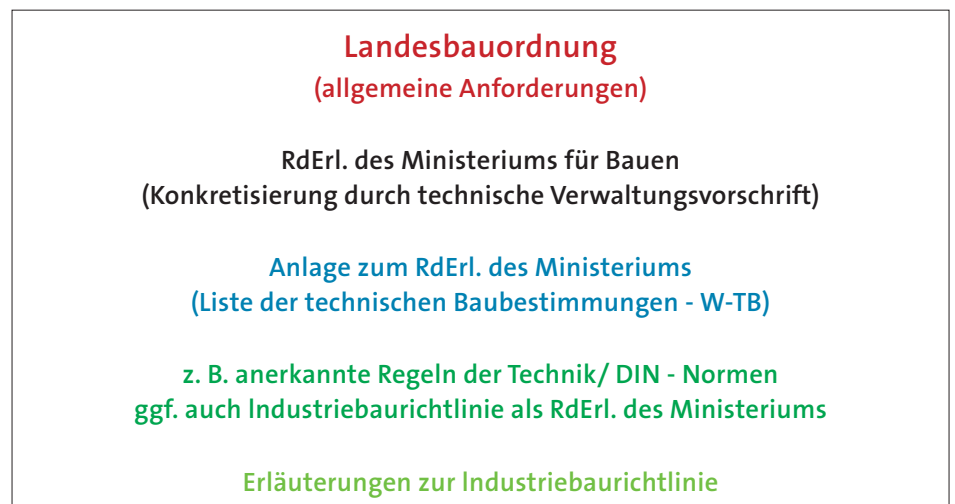 Landesbauordnung
(allgemeine Anforderungen)
RdErl. des Ministeriums für Bauen
(Konkretisierung durch technische Verwaltungsvorschrift)
Anlage zum RdErl. des Ministeriums
(Liste der technischen Baubestimmungen - W-TB)
z. B. anerkannte Regeln der Technik/ DIN - Normen
ggf. auch Industriebaurichtlinie als RdErl. des Ministeriums
Erläuterungen zur Industriebaurichtlinie